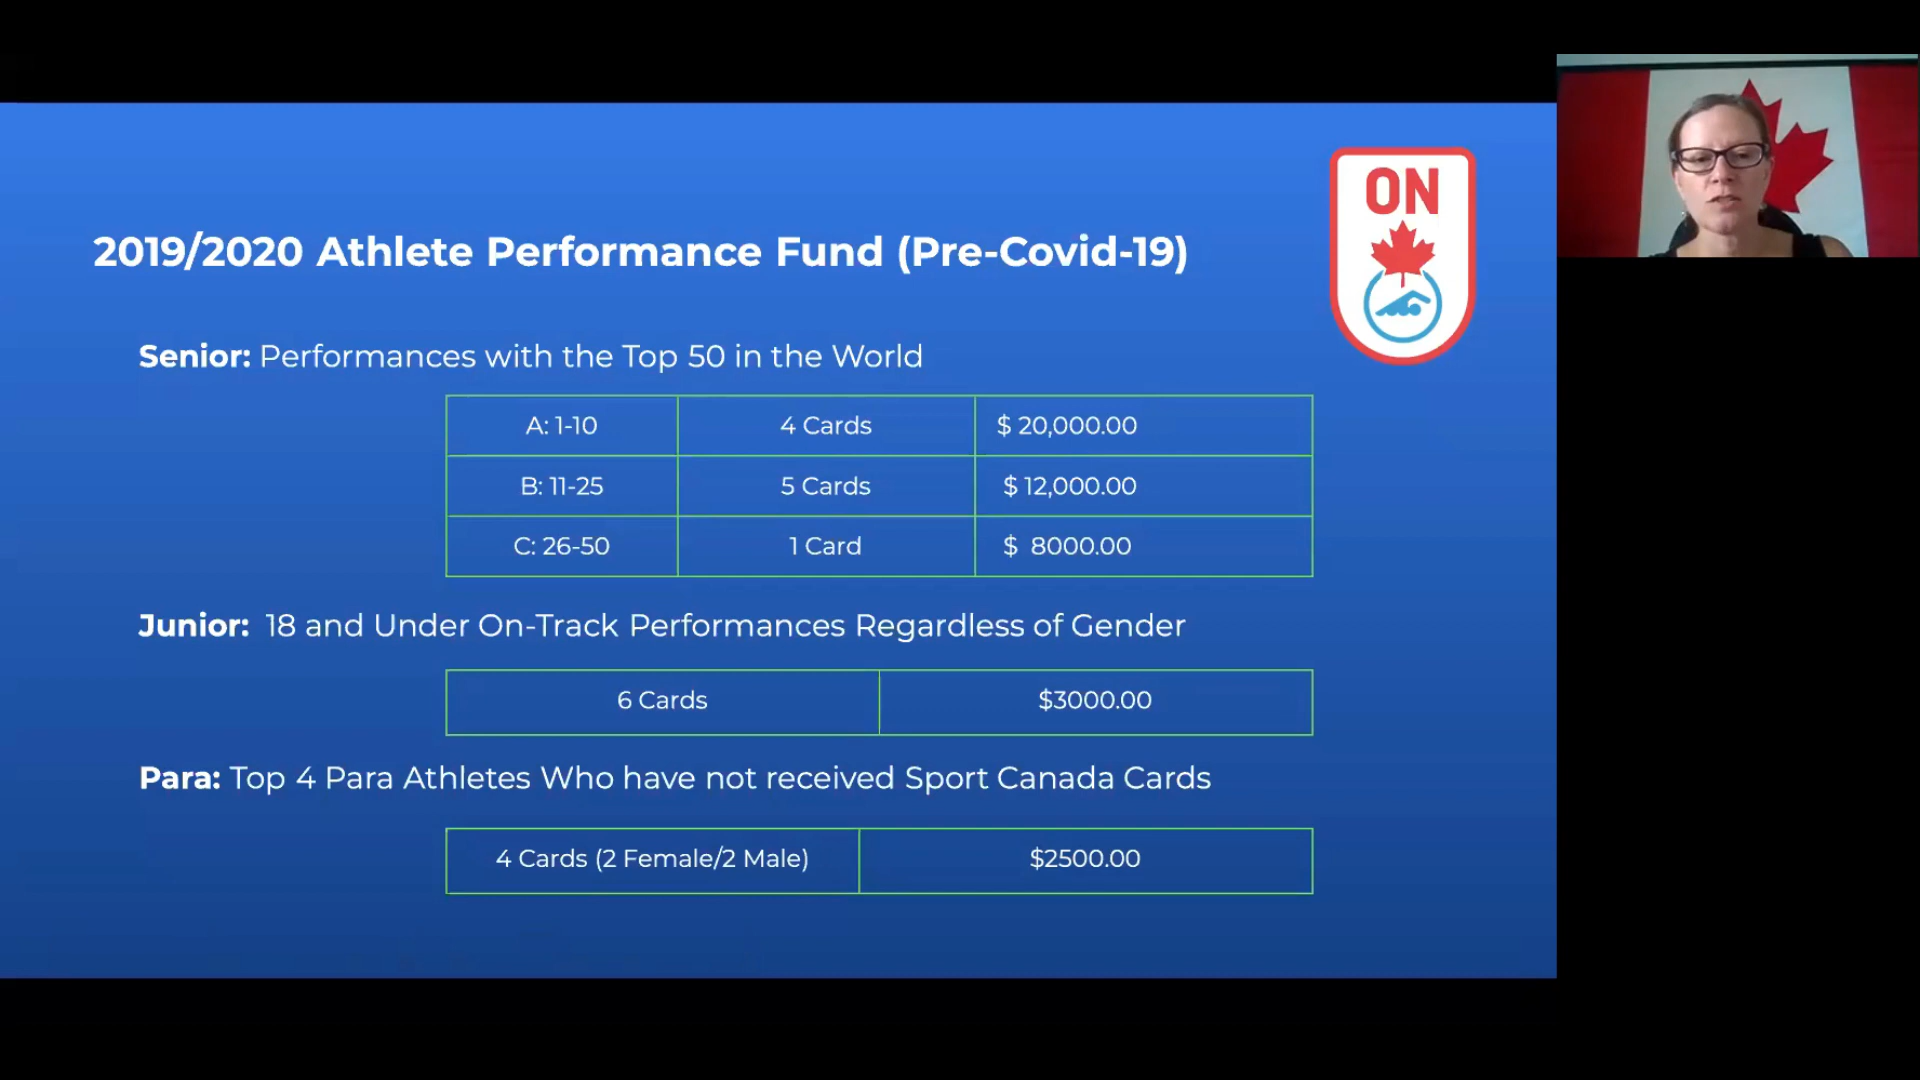 ON
2019/2020 Athlete Performance Fund (Pre-Covid-19)
Senior: Performances with the Top 50 in the World
A: 1-10 4 Cards $ 20,000.00
B: 11-25 5 Cards $ 12,000.00
C: 26-50 1 Card $ 8000.00
Junior: 18 and Under On-Track Performances Regardless of Gender
6 Cards $3000.00
Para: Top 4 Para Athletes Who have not received Sport Canada Cards
4 Cards (2 Female/2 Male) $2500.00